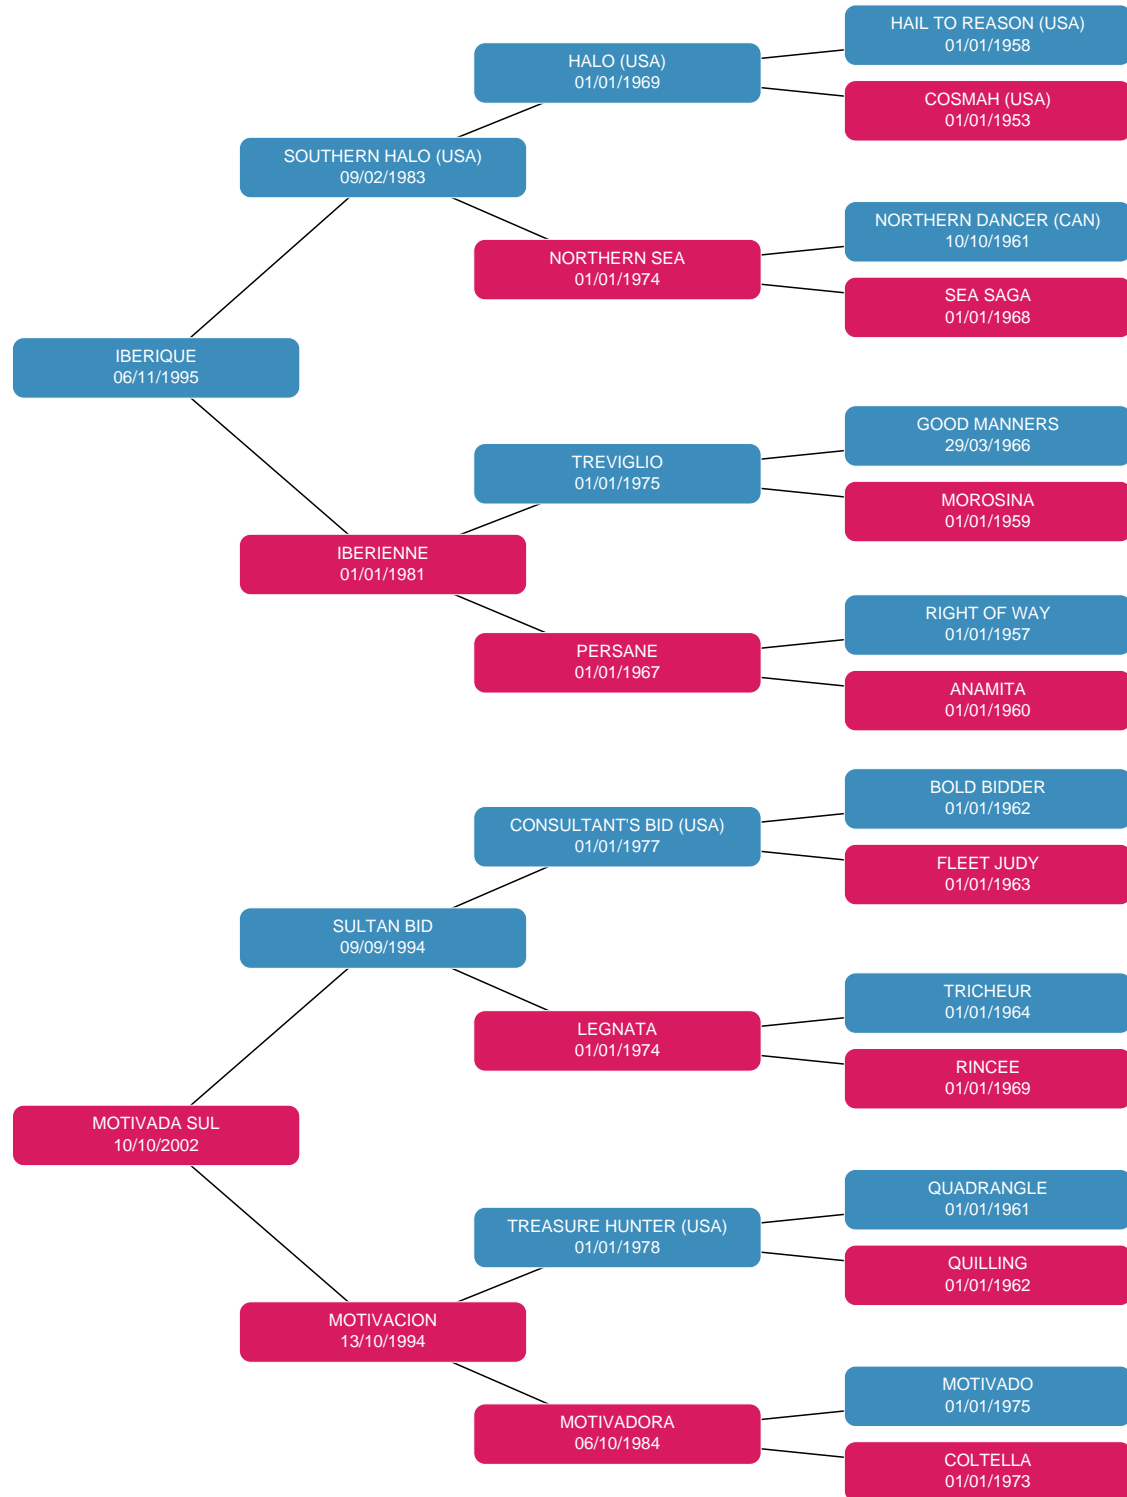 HAIL TO REASON (USA)
01/01/1958
HALO (USA)
01/01/1969
COSMAH (USA)
01/01/1953
SOUTHERN HALO (USA)
09/02/1983
NORTHERN DANCER (CAN)
10/10/1961
NORTHERN SEA
01/01/1974
SEA SAGA
01/01/1968
IBERIQUE
06/11/1995
GOOD MANNERS
29/03/1966
TREVIGLIO
01/01/1975
MOROSINA
01/01/1959
IBERIENNE
01/01/1981
RIGHT OF WAY
01/01/1957
PERSANE
01/01/1967
ANAMITA
01/01/1960
BOLD BIDDER
01/01/1962
CONSULTANT'S BID (USA)
01/01/1977
FLEET JUDY
01/01/1963
SULTAN BID
09/09/1994
TRICHEUR
01/01/1964
LEGNATA
01/01/1974
RINCEE
01/01/1969
MOTIVADA SUL
10/10/2002
QUADRANGLE
01/01/1961
TREASURE HUNTER (USA)
01/01/1978
QUILLING
01/01/1962
MOTIVACION
13/10/1994
MOTIVADO
01/01/1975
MOTIVADORA
06/10/1984
COLTELLA
01/01/1973